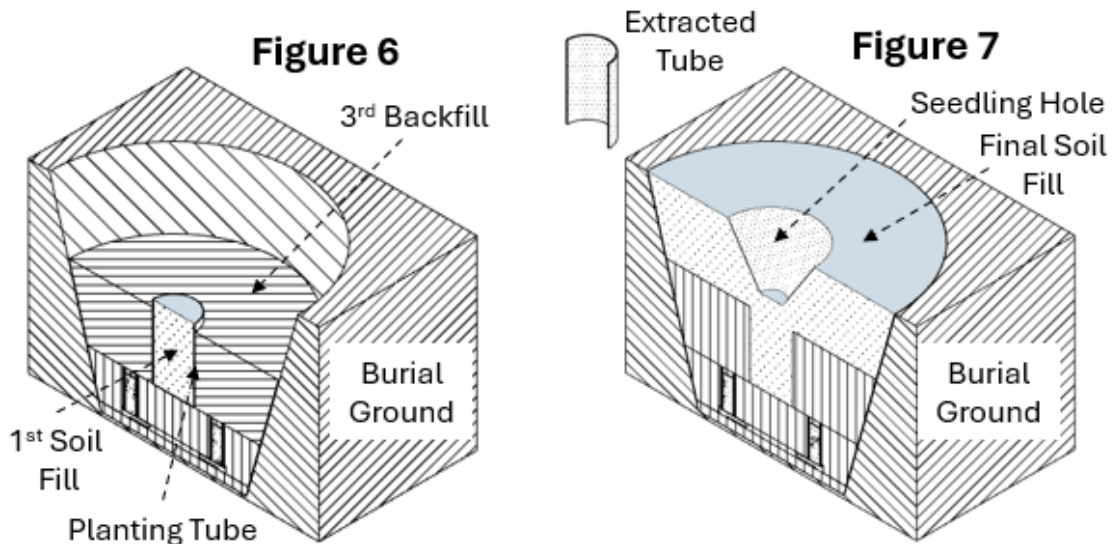 Figure 6
3rd Backfill
Burial
Ground
1st Soil
Fill
Planting Tube
Extracted
Tube
Figure 7
Seedling Hole
Final Soil
Fill
Burial
Ground